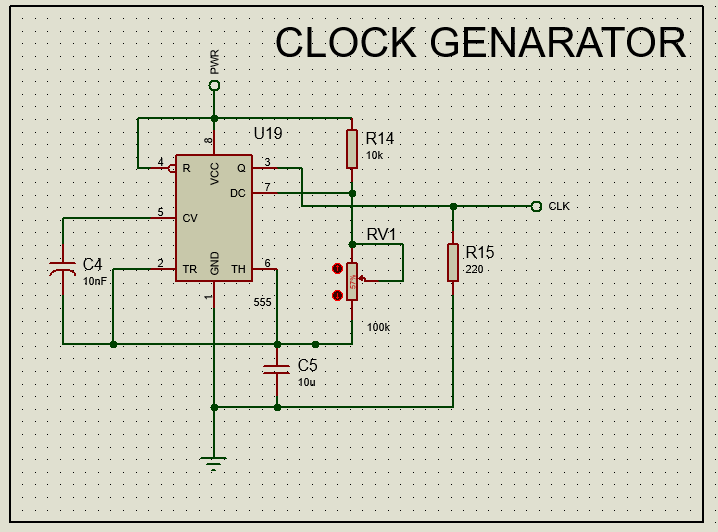 CLOCK GENARATOR
PWR
U19
8
4
R
VCC
Q
3
R14
10k
DC
7
5
CV
CLK
RV1
C4
10nF
2
TR
GND
TH
6
57%
R15
220
1
555
100k
C5
10u